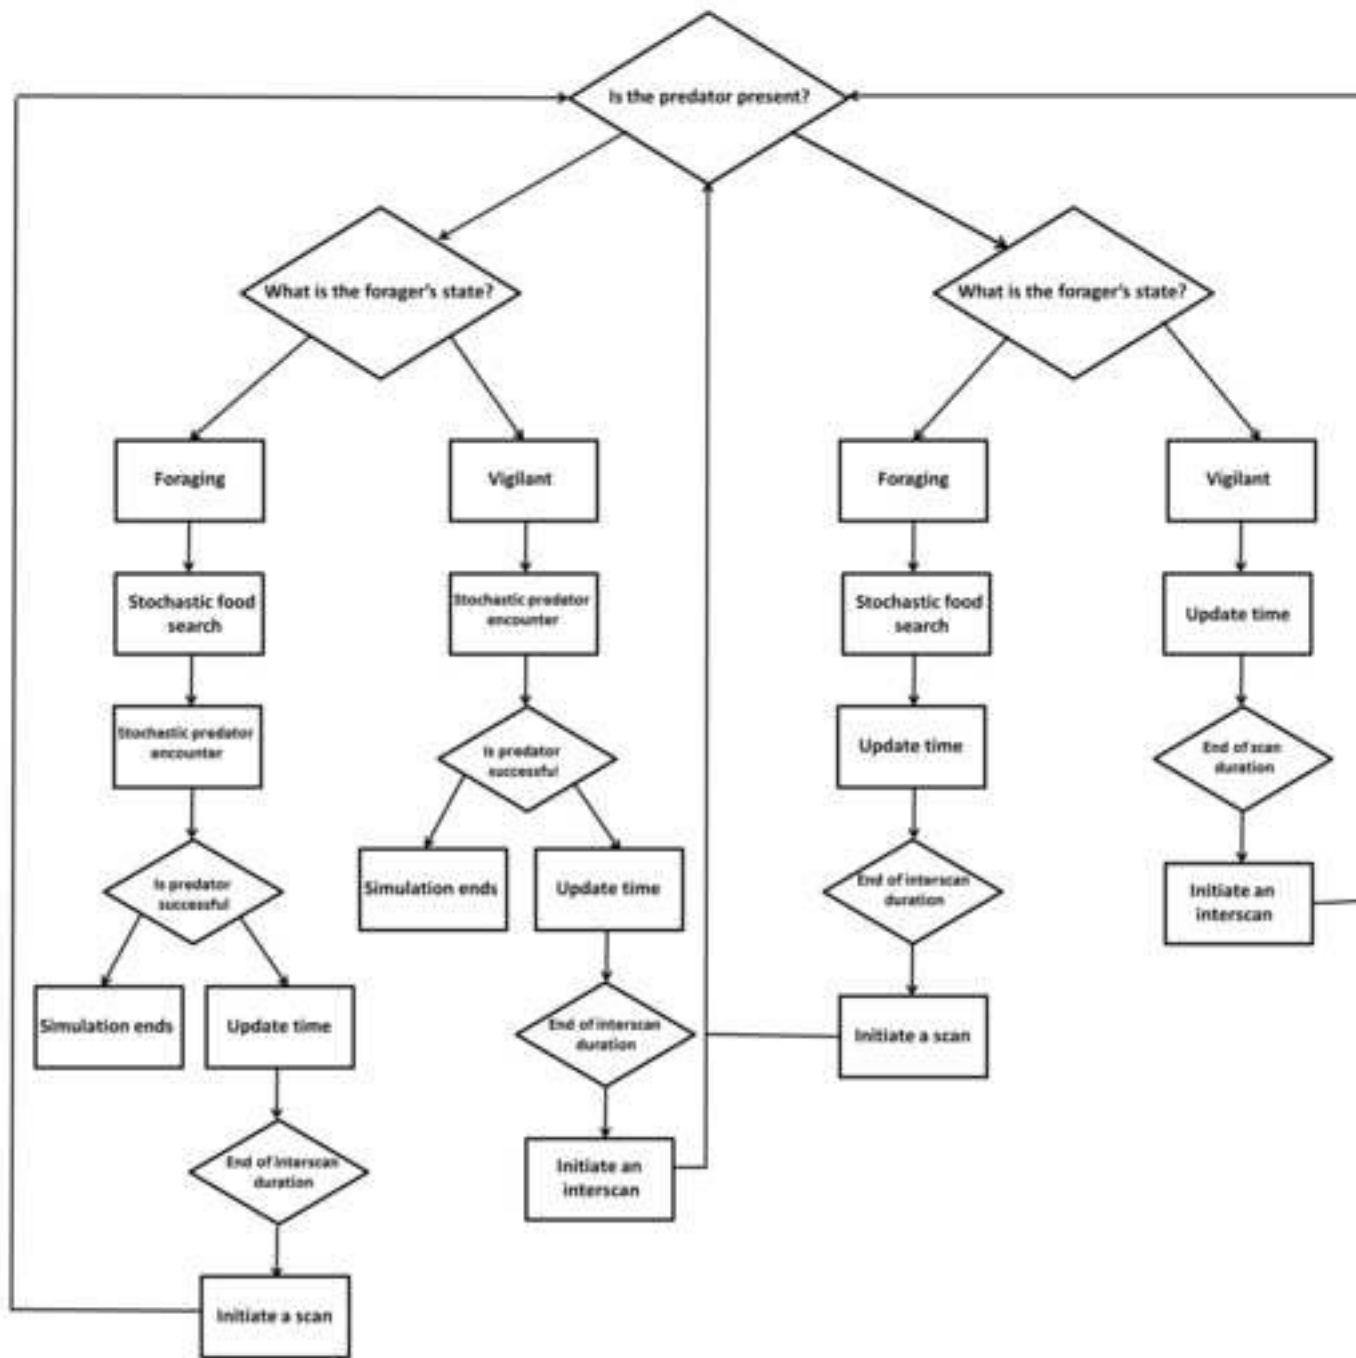 Is the predator present?
What is the forager's state?
What is the forager's state?
Foraging
Vigilant
Foraging
Vigilant
Stochastic food
search
Stochastic predator
encounter
Stochastic food
search
Update time
Stochastic predator
encounter
Is predator
successful
Update time
End of scan
duration
Is predator
successful
Simulation ends
Update time
End of interscan
duration
Initiate an
interscan
Simulation ends
Update time
End of interscan
duration
Initiate a scan
End of interscan
duration
Initiate an
interscan
Initiate a scan